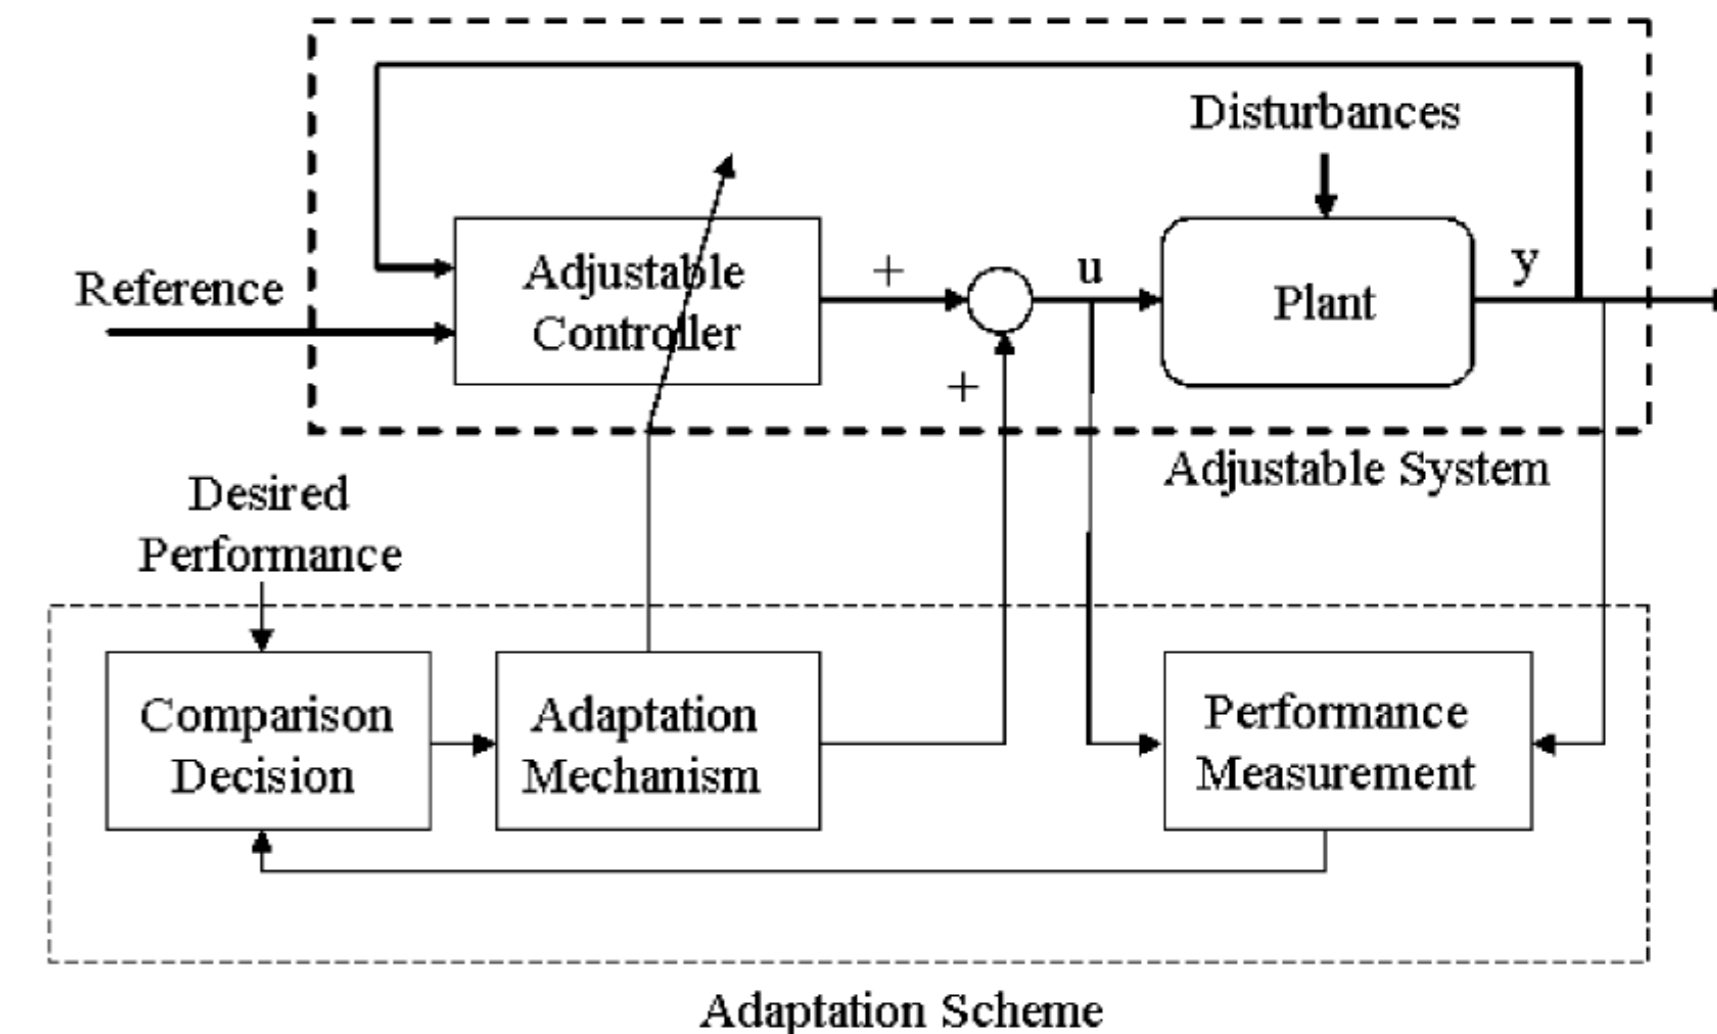 Disturbances
Reference
Adjustable
Controller
+
u
Plant
y
+
Adjustable System
Desired
Performance
Comparison
Decision
Adaptation
Mechanism
Performance
Measurement
Adaptation Scheme